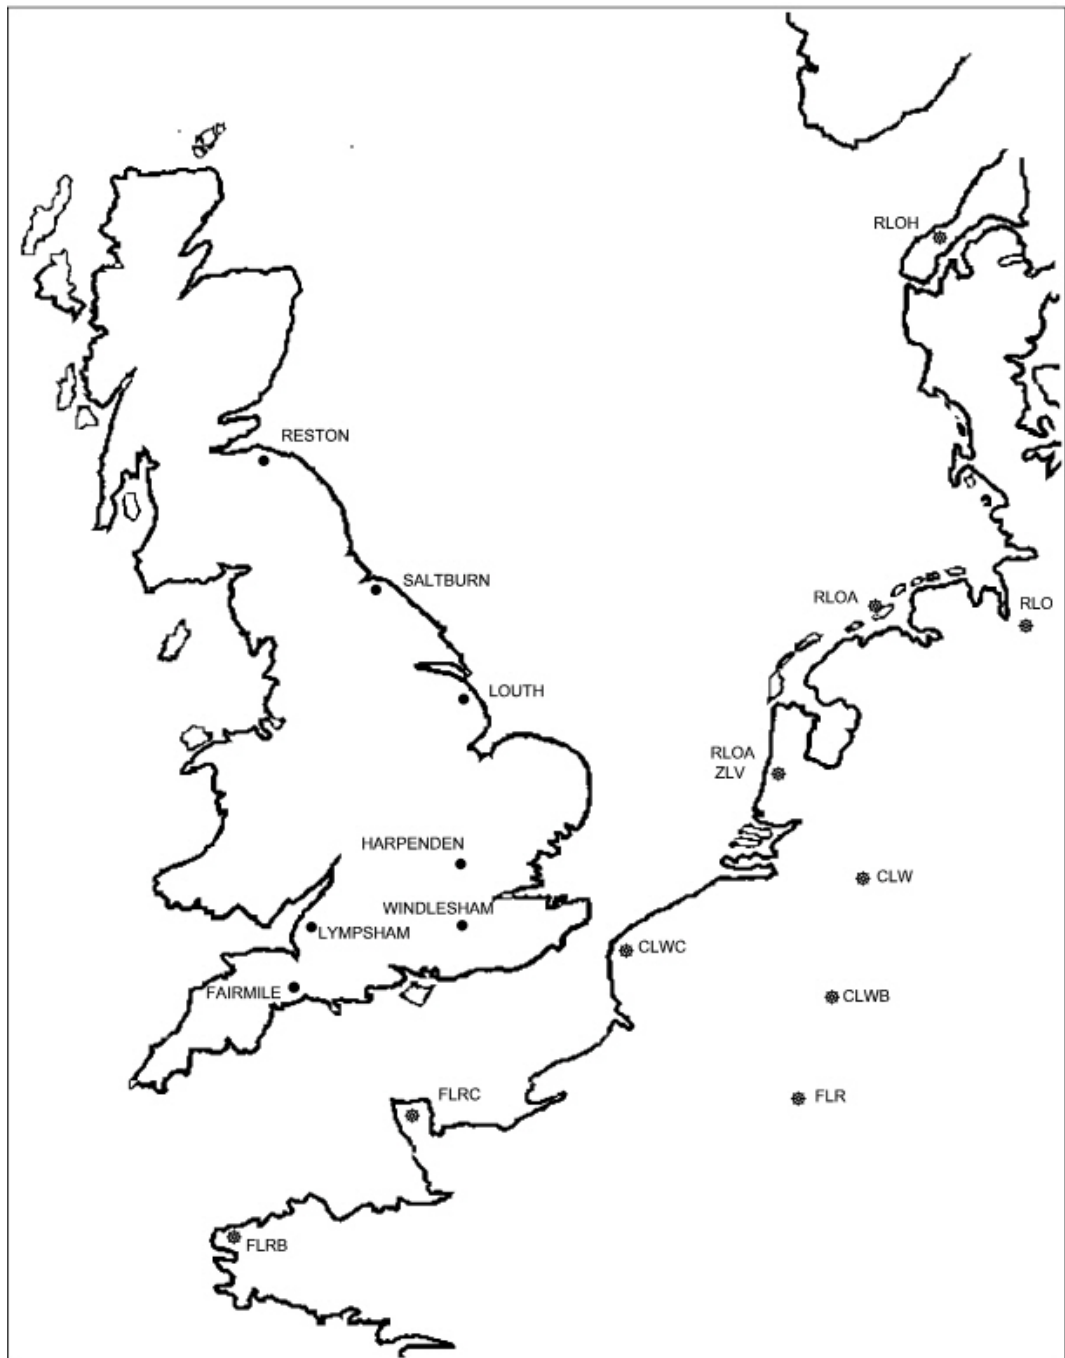 RLOH
RESTON
SALTBURN
RLOA
RLO
LOUTH
RLOA
ZLV
HARPENDEN
CLW
WINDLESHAM
LYMPSHAM
CLWC
FAIRMILE
CLWB
FLRC
FLR
FLRB